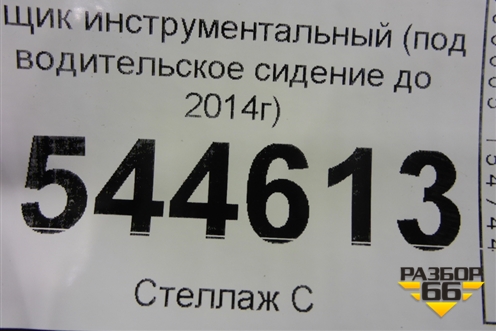 щик инструментальный (под
водительское сидение до
2014г)
544613
Стеллаж С
РАЗБОР
66